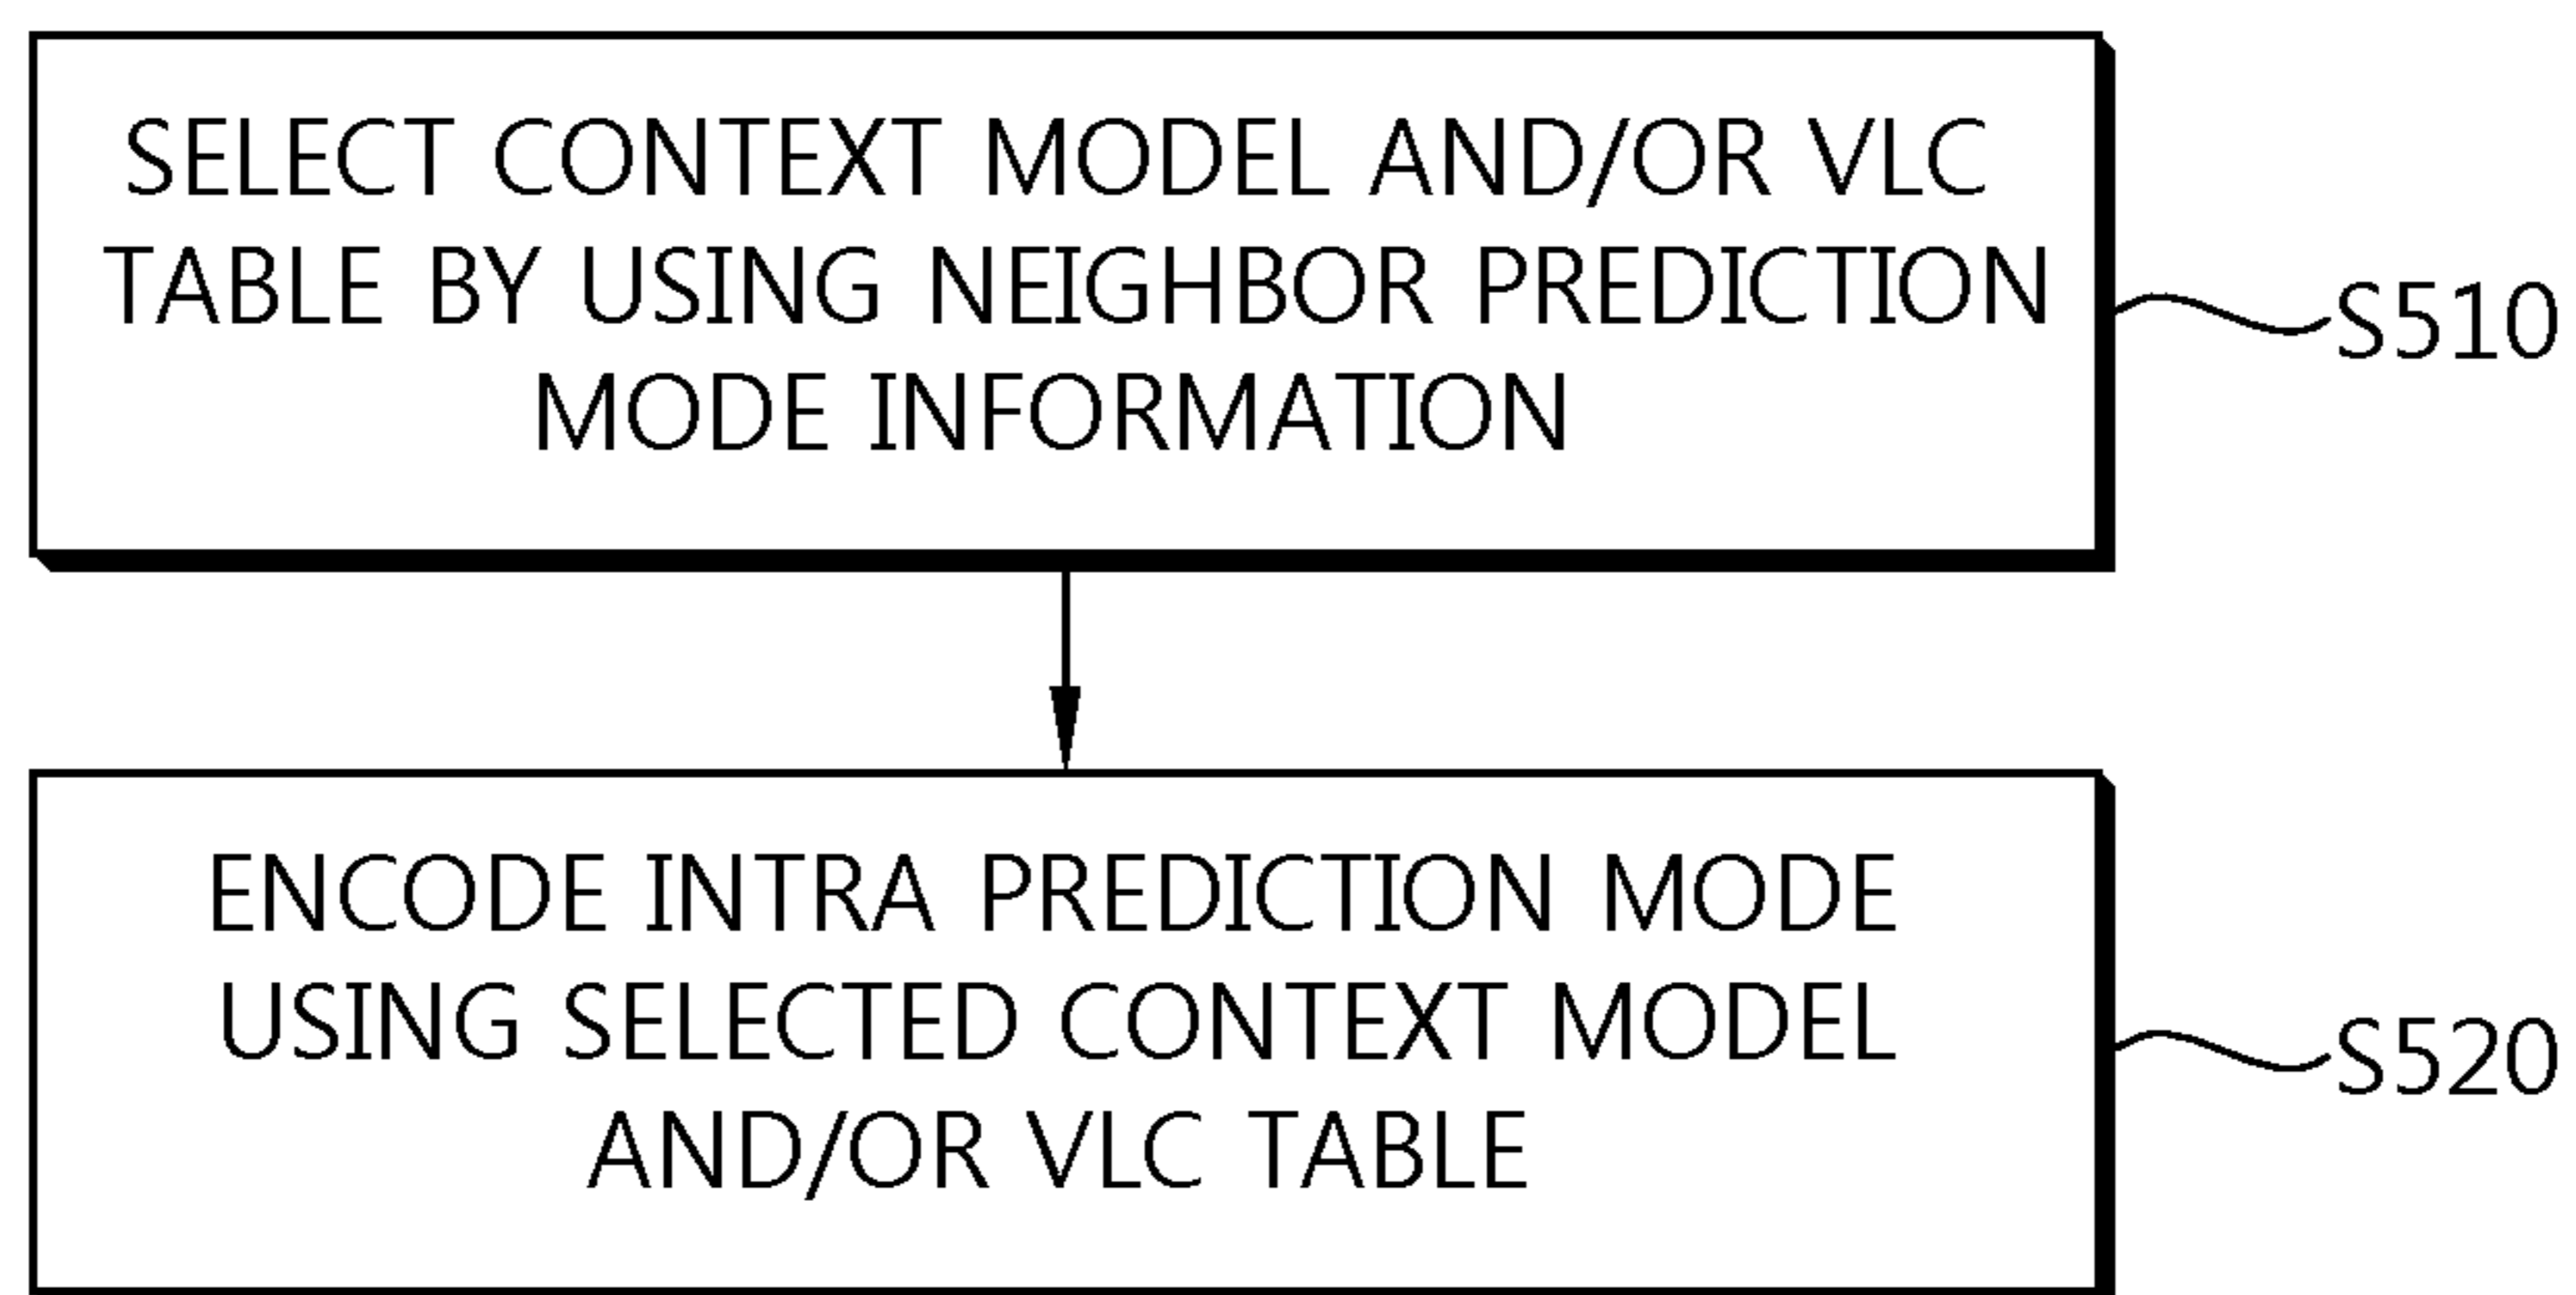 SELECT CONTEXT MODEL AND/OR VLC
TABLE BY USING NEIGHBOR PREDICTION
MODE INFORMATION
S510
ENCODE INTRA PREDICTION MODE
USING SELECTED CONTEXT MODEL
AND/OR VLC TABLE
S520